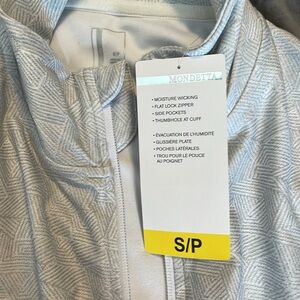 MONDETTA
• MOISTURE WICKING
• FLAT LOCK ZIPPER
• SIDE POCKETS
• THUMBHOLE AT CUFF
• EVACUATION DE L'HUMIDITÉ
• GLISSIÈRE PLATE
• POCHES LATÉRALES
• TROU POUR LE POUCE
AU POIGNET
S/P